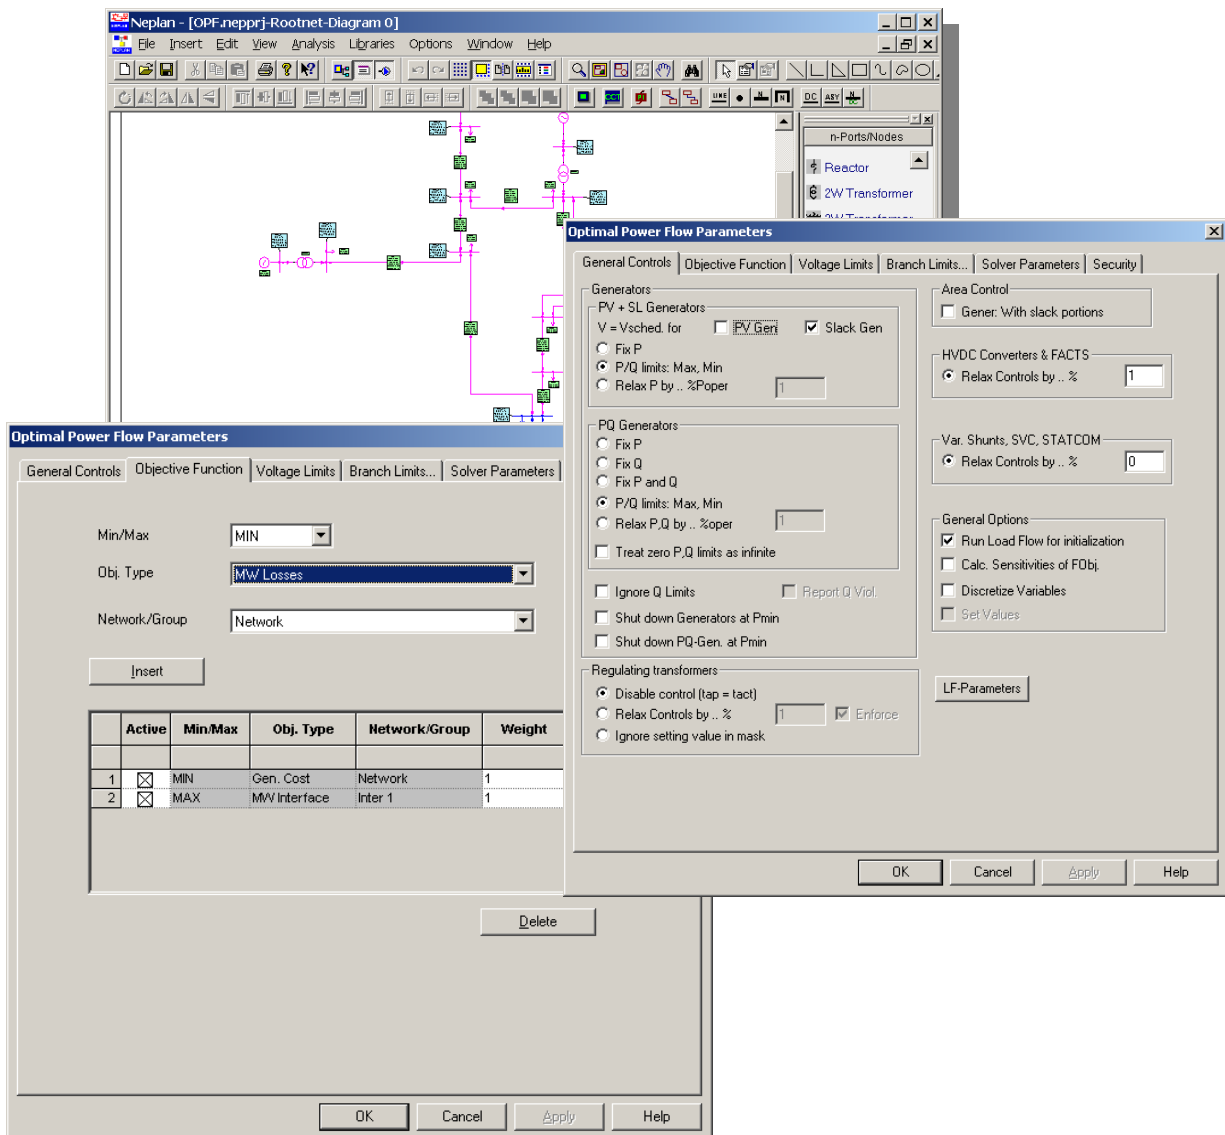 Neplan - [OPF.nepprj-Rootnet-Diagram 0]
File Insert Edit View Analysis Libraries Options Window Help
LINE N N DC ASY N DC
n-Ports/Nodes
Reactor
2W Transformer
3W Transformer
Optimal Power Flow Parameters
General Controls Objective Function Voltage Limits Branch Limits... Solver Parameters Security
Generators
PV + SL Generators
V = Vsched. for PV Gen Slack Gen
Fix P
P/Q limits: Max, Min
Relax P by .. %Poper 1
PQ Generators
Fix P
Fix Q
Fix P and Q
P/Q limits: Max, Min
Relax P,Q by .. %oper 1
Treat zero P,Q limits as infinite
Ignore Q Limits Report Q Viol.
Shut down Generators at Pmin
Shut down PQ-Gen. at Pmin
Regulating transformers
Disable control (tap = tact)
Relax Controls by .. % 1 Enforce
Ignore setting value in mask
Area Control
Gener: With slack portions
HVDC Converters & FACTS
Relax Controls by .. % 1
Var. Shunts, SVC, STATCOM
Relax Controls by .. % 0
General Options
Run Load Flow for initialization
Calc. Sensitivities of FObj.
Discretize Variables
Set Values
LF-Parameters
OK Cancel Apply Help
Optimal Power Flow Parameters
General Controls Objective Function Voltage Limits Branch Limits... Solver Parameters
Min/Max MIN
Obj. Type MW Losses
Network/Group Network
Insert
Active Min/Max Obj. Type Network/Group Weight
1 MIN Gen. Cost Network 1
2 MAX MW Interface Inter 1 1
Delete
OK Cancel Apply Help